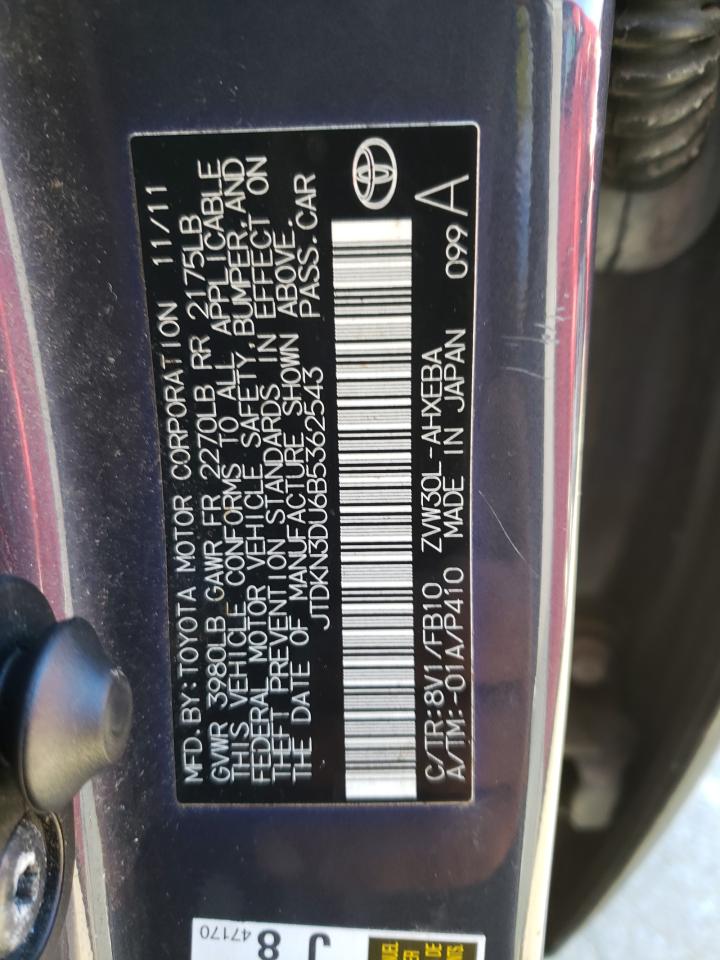 MFD. BY: TOYOTA MOTOR CORPORATION 11/11
GVWR 3980LB GAWR FR 2270LB RR 2175LB
THIS VEHICLE CONFORMS TO ALL APPLICABLE
FEDERAL MOTOR VEHICLE SAFETY, BUMPER, AND
THEFT PREVENTION STANDARDS IN EFFECT ON
THE DATE OF MANUFACTURE SHOWN ABOVE.
JTDKN3DU6B5362543 PASS. CAR
C/TR: 8V1/FB10 ZVW30L-AHXEBA
A/TM: -01A/P410 MADE IN JAPAN 099 A
47170
J8
DE